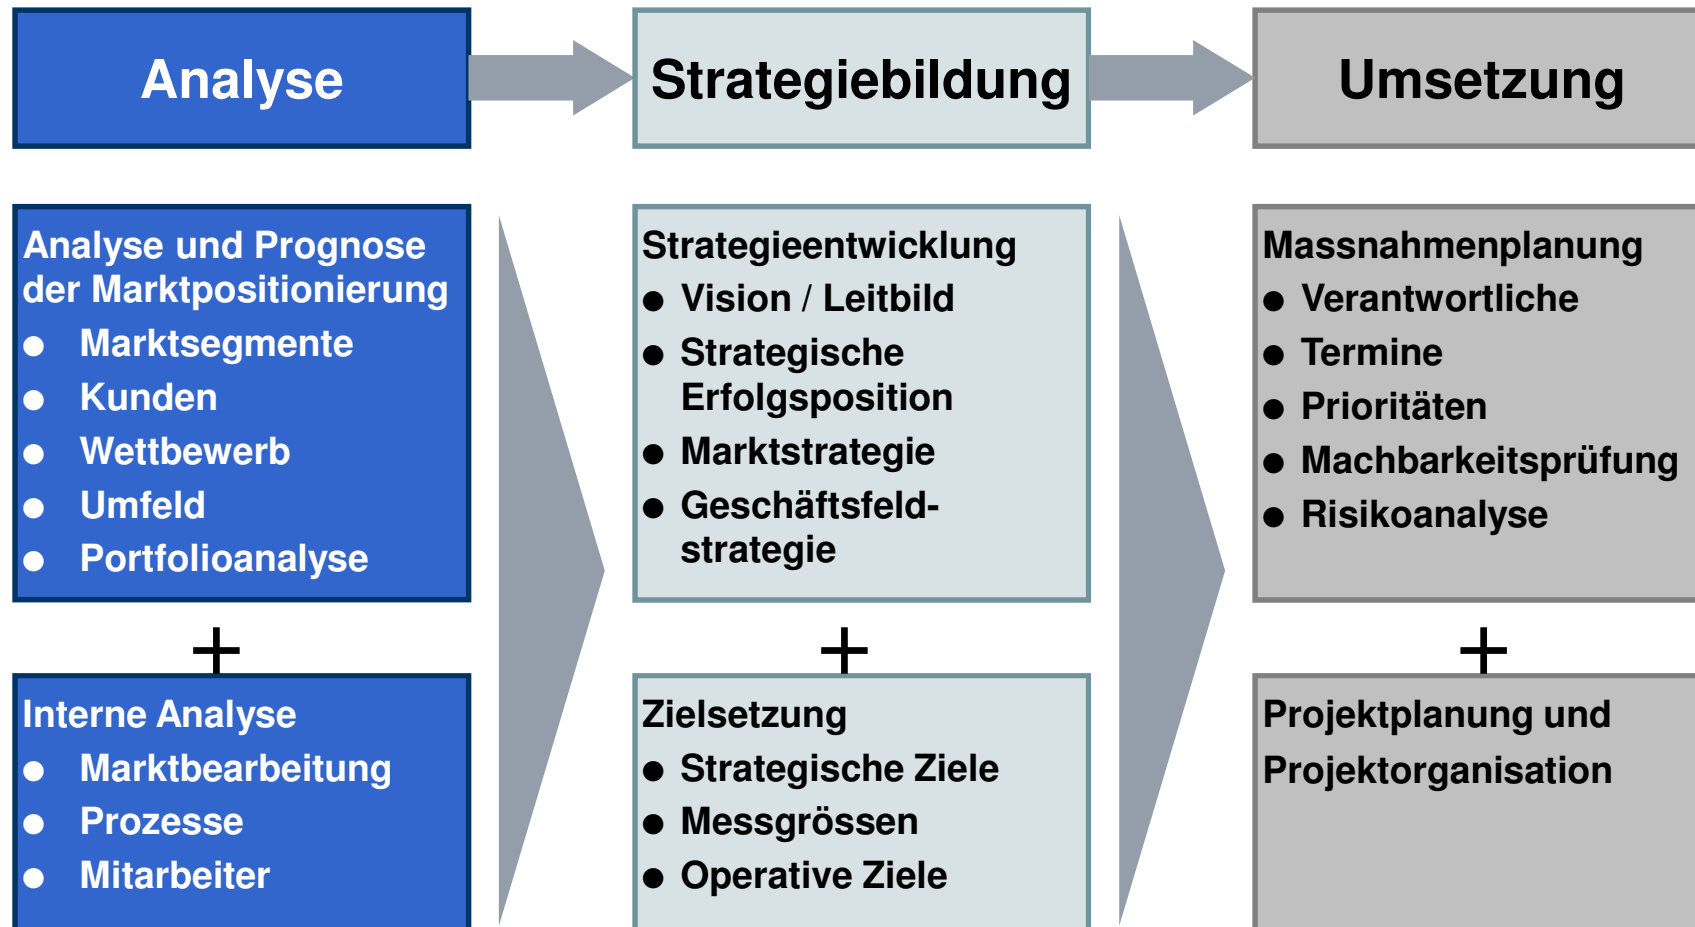 Analyse
Strategiebildung
Umsetzung
Analyse und Prognose
der Marktpositionierung
● Marktsegmente
● Kunden
● Wettbewerb
● Umfeld
● Portfolioanalyse
+
Interne Analyse
● Marktbearbeitung
● Prozesse
● Mitarbeiter
Strategieentwicklung
● Vision / Leitbild
● Strategische
Erfolgsposition
● Marktstrategie
● Geschäftsfeld-
strategie
+
Zielsetzung
● Strategische Ziele
● Messgrössen
● Operative Ziele
Massnahmenplanung
● Verantwortliche
● Termine
● Prioritäten
● Machbarkeitsprüfung
● Risikoanalyse
+
Projektplanung und
Projektorganisation